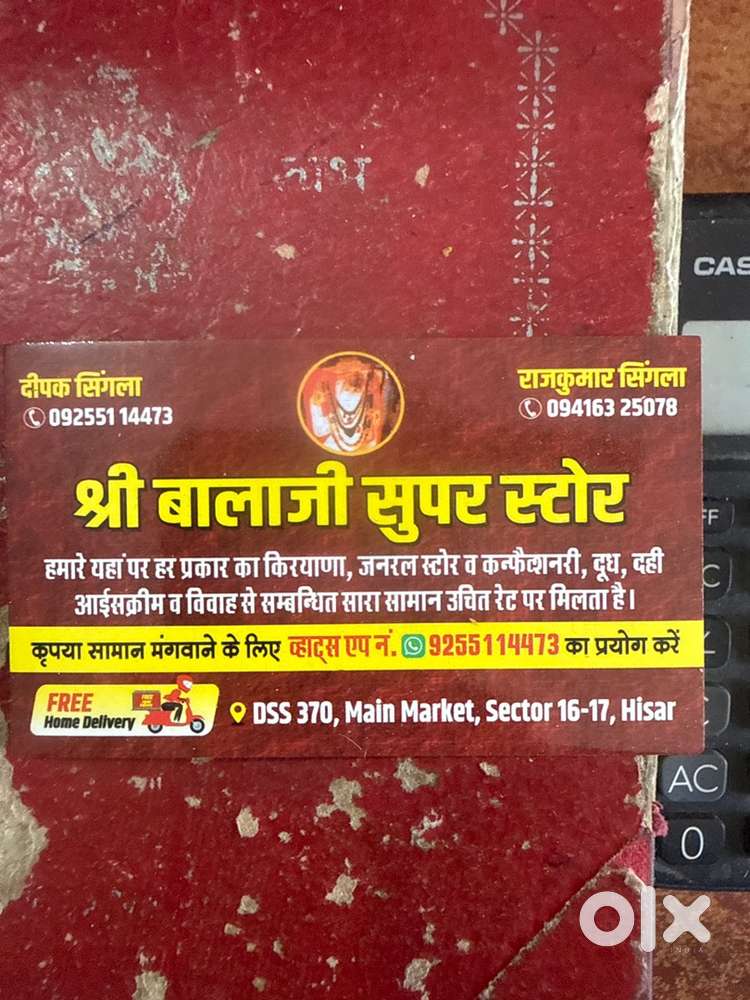 लाभ
CAS
दीपक सिंगला
092551 14473
राजकुमार सिंगला
094163 25078
श्री बालाजी सुपर स्टोर
हमारे यहां पर हर प्रकार का किरयाणा, जनरल स्टोर व कन्फैक्शनरी, दूध, दही
आईसक्रीम व विवाह से सम्बन्धित सारा सामान उचित रेट पर मिलता है।
कृपया सामान मंगवाने के लिए व्हाट्स एप नं. 9255114473 का प्रयोग करें
FREE
Home Delivery
DSS 370, Main Market, Sector 16-17, Hisar
FF
C
AC
0
olx
INDIA